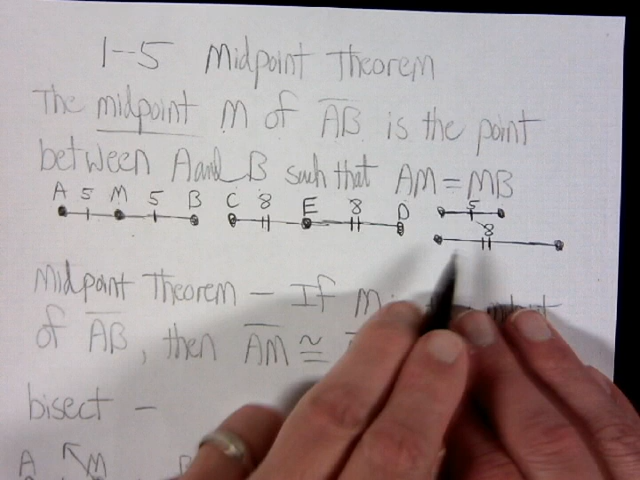 1-5 Midpoint Theorem
The midpoint M of AB is the point
between A and B such that AM = MB
A 5 M 5 B C 8 E 8 D 5
8
Midpoint Theorem - If M
of AB, then AM ≅
bisect -
A M